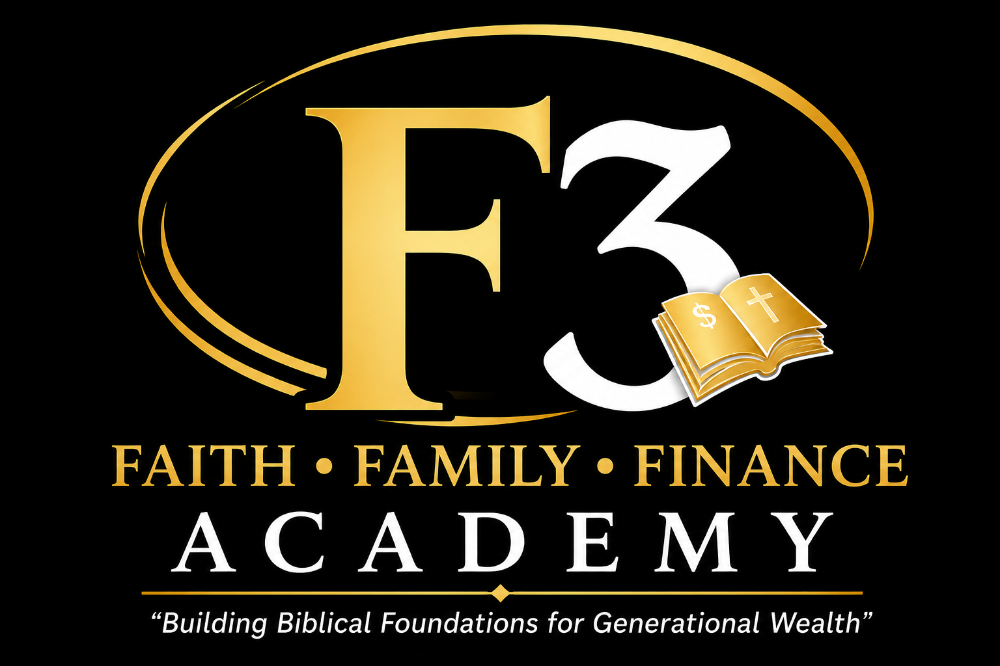 F3
$
FAITH • FAMILY • FINANCE
ACADEMY
“Building Biblical Foundations for Generational Wealth”